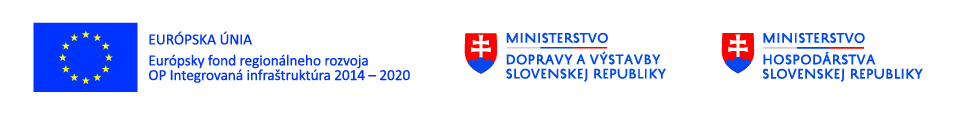 EURÓPSKA ÚNIA
Európsky fond regionálneho rozvoja
OP Integrovaná infraštruktúra 2014 – 2020
MINISTERSTVO
DOPRAVY A VÝSTAVBY
SLOVENSKEJ REPUBLIKY
MINISTERSTVO
HOSPODÁRSTVA
SLOVENSKEJ REPUBLIKY